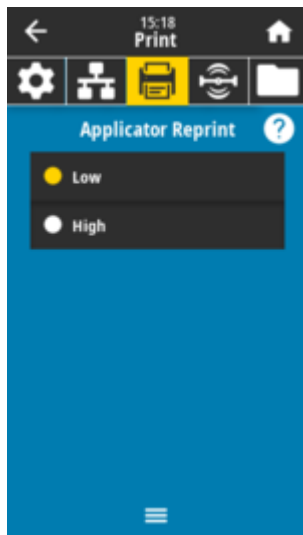 15:18
Print
Applicator Reprint
?
Low
High